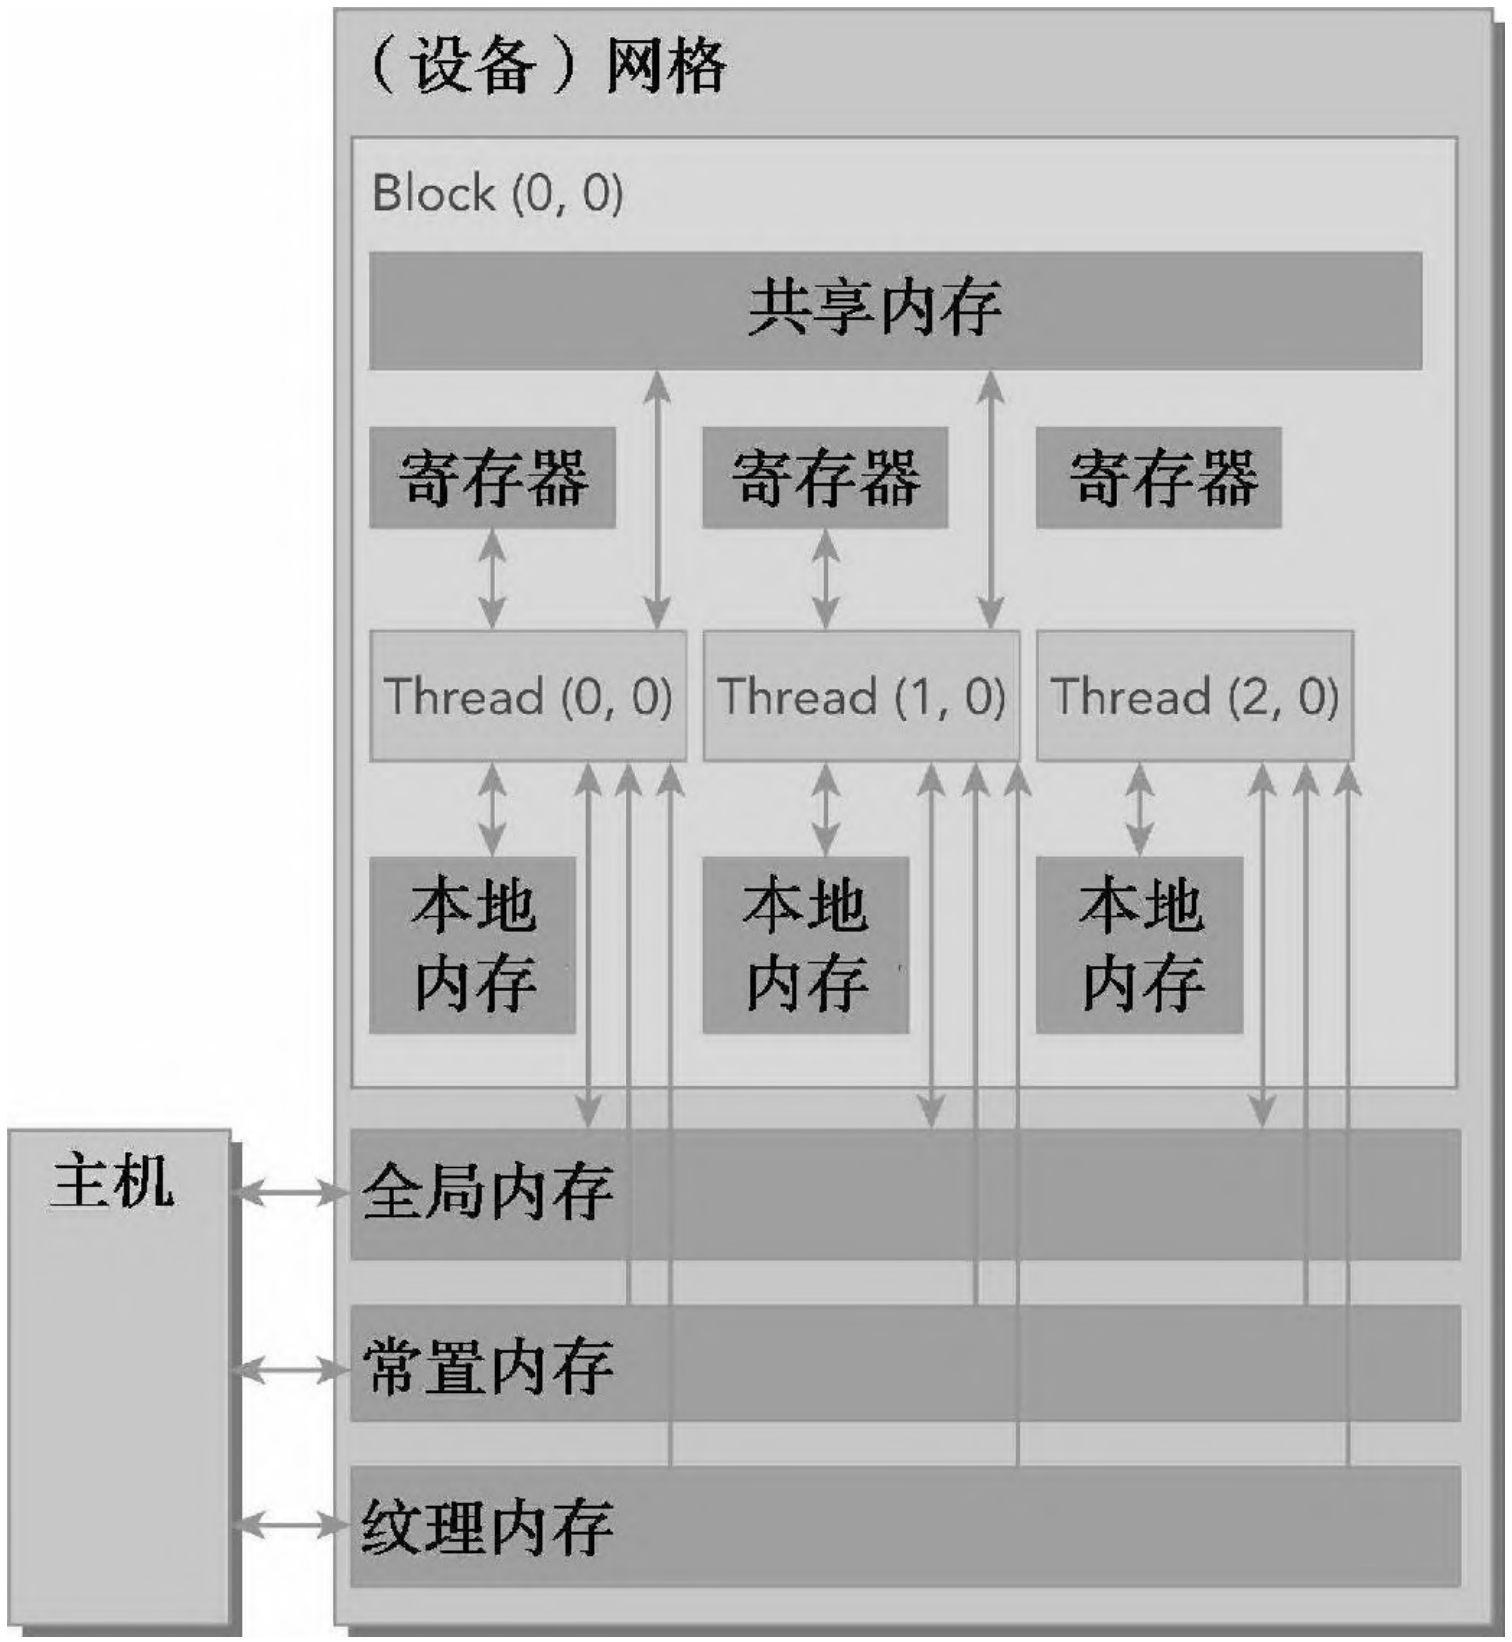 （设备）网格
Block (0, 0)
共享内存
寄存器
寄存器
寄存器
Thread (0, 0)
Thread (1, 0)
Thread (2, 0)
本地
内存
本地
内存
本地
内存
主机
全局内存
常置内存
纹理内存